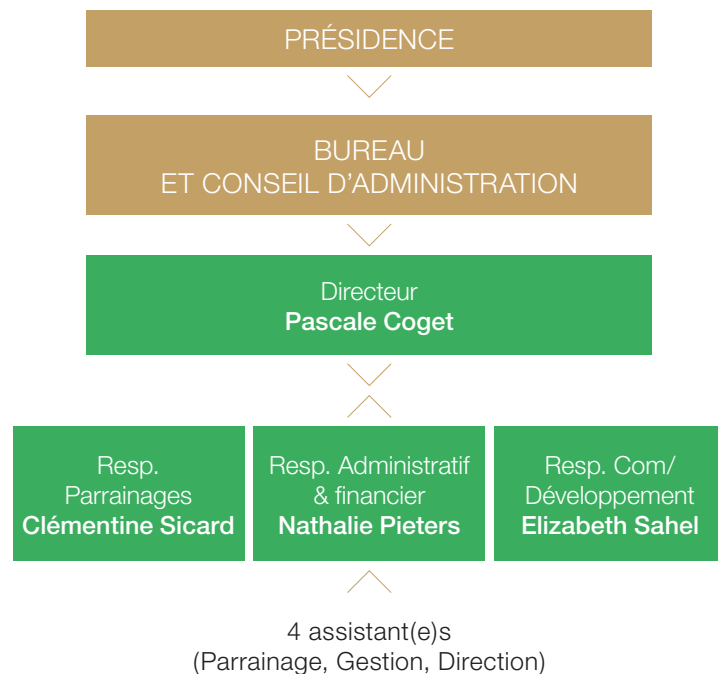 PRÉSIDENCE
BUREAU
ET CONSEIL D'ADMINISTRATION
Directeur
Pascale Coget
Resp.
Parrainages
Clémentine Sicard
Resp. Administratif
& financier
Nathalie Pieters
Resp. Com/
Développement
Elizabeth Sahel
4 assistant(e)s
(Parrainage, Gestion, Direction)